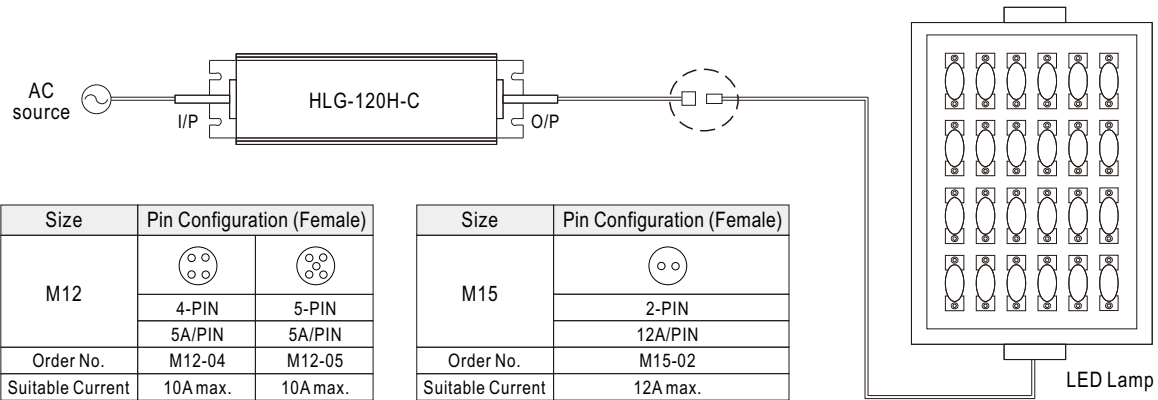 AC
source
I/P
HLG-120H-C
O/P
Size Pin Configuration (Female)
M12
4-PIN 5-PIN
5A/PIN 5A/PIN
Order No. M12-04 M12-05
Suitable Current 10A max. 10A max.
Size Pin Configuration (Female)
M15
2-PIN
12A/PIN
Order No. M15-02
Suitable Current 12A max.
LED Lamp